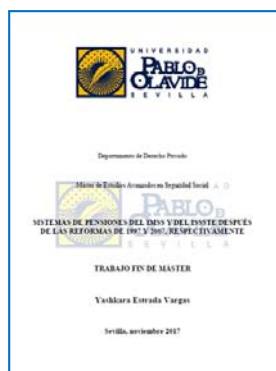 UNIVERSIDAD
PABLO DE
OLAVIDE
SEVILLA
Departamento de Derecho Privado
Máster de Estudios Avanzados en Seguridad Social
SISTEMAS DE PENSIONES DEL IMSS Y DEL ISSSTE DESPUÉS
DE LAS REFORMAS DE 1997 Y 2007, RESPECTIVAMENTE
TRABAJO FIN DE MÁSTER
Yashkara Estrada Vargas
Sevilla, noviembre 2017